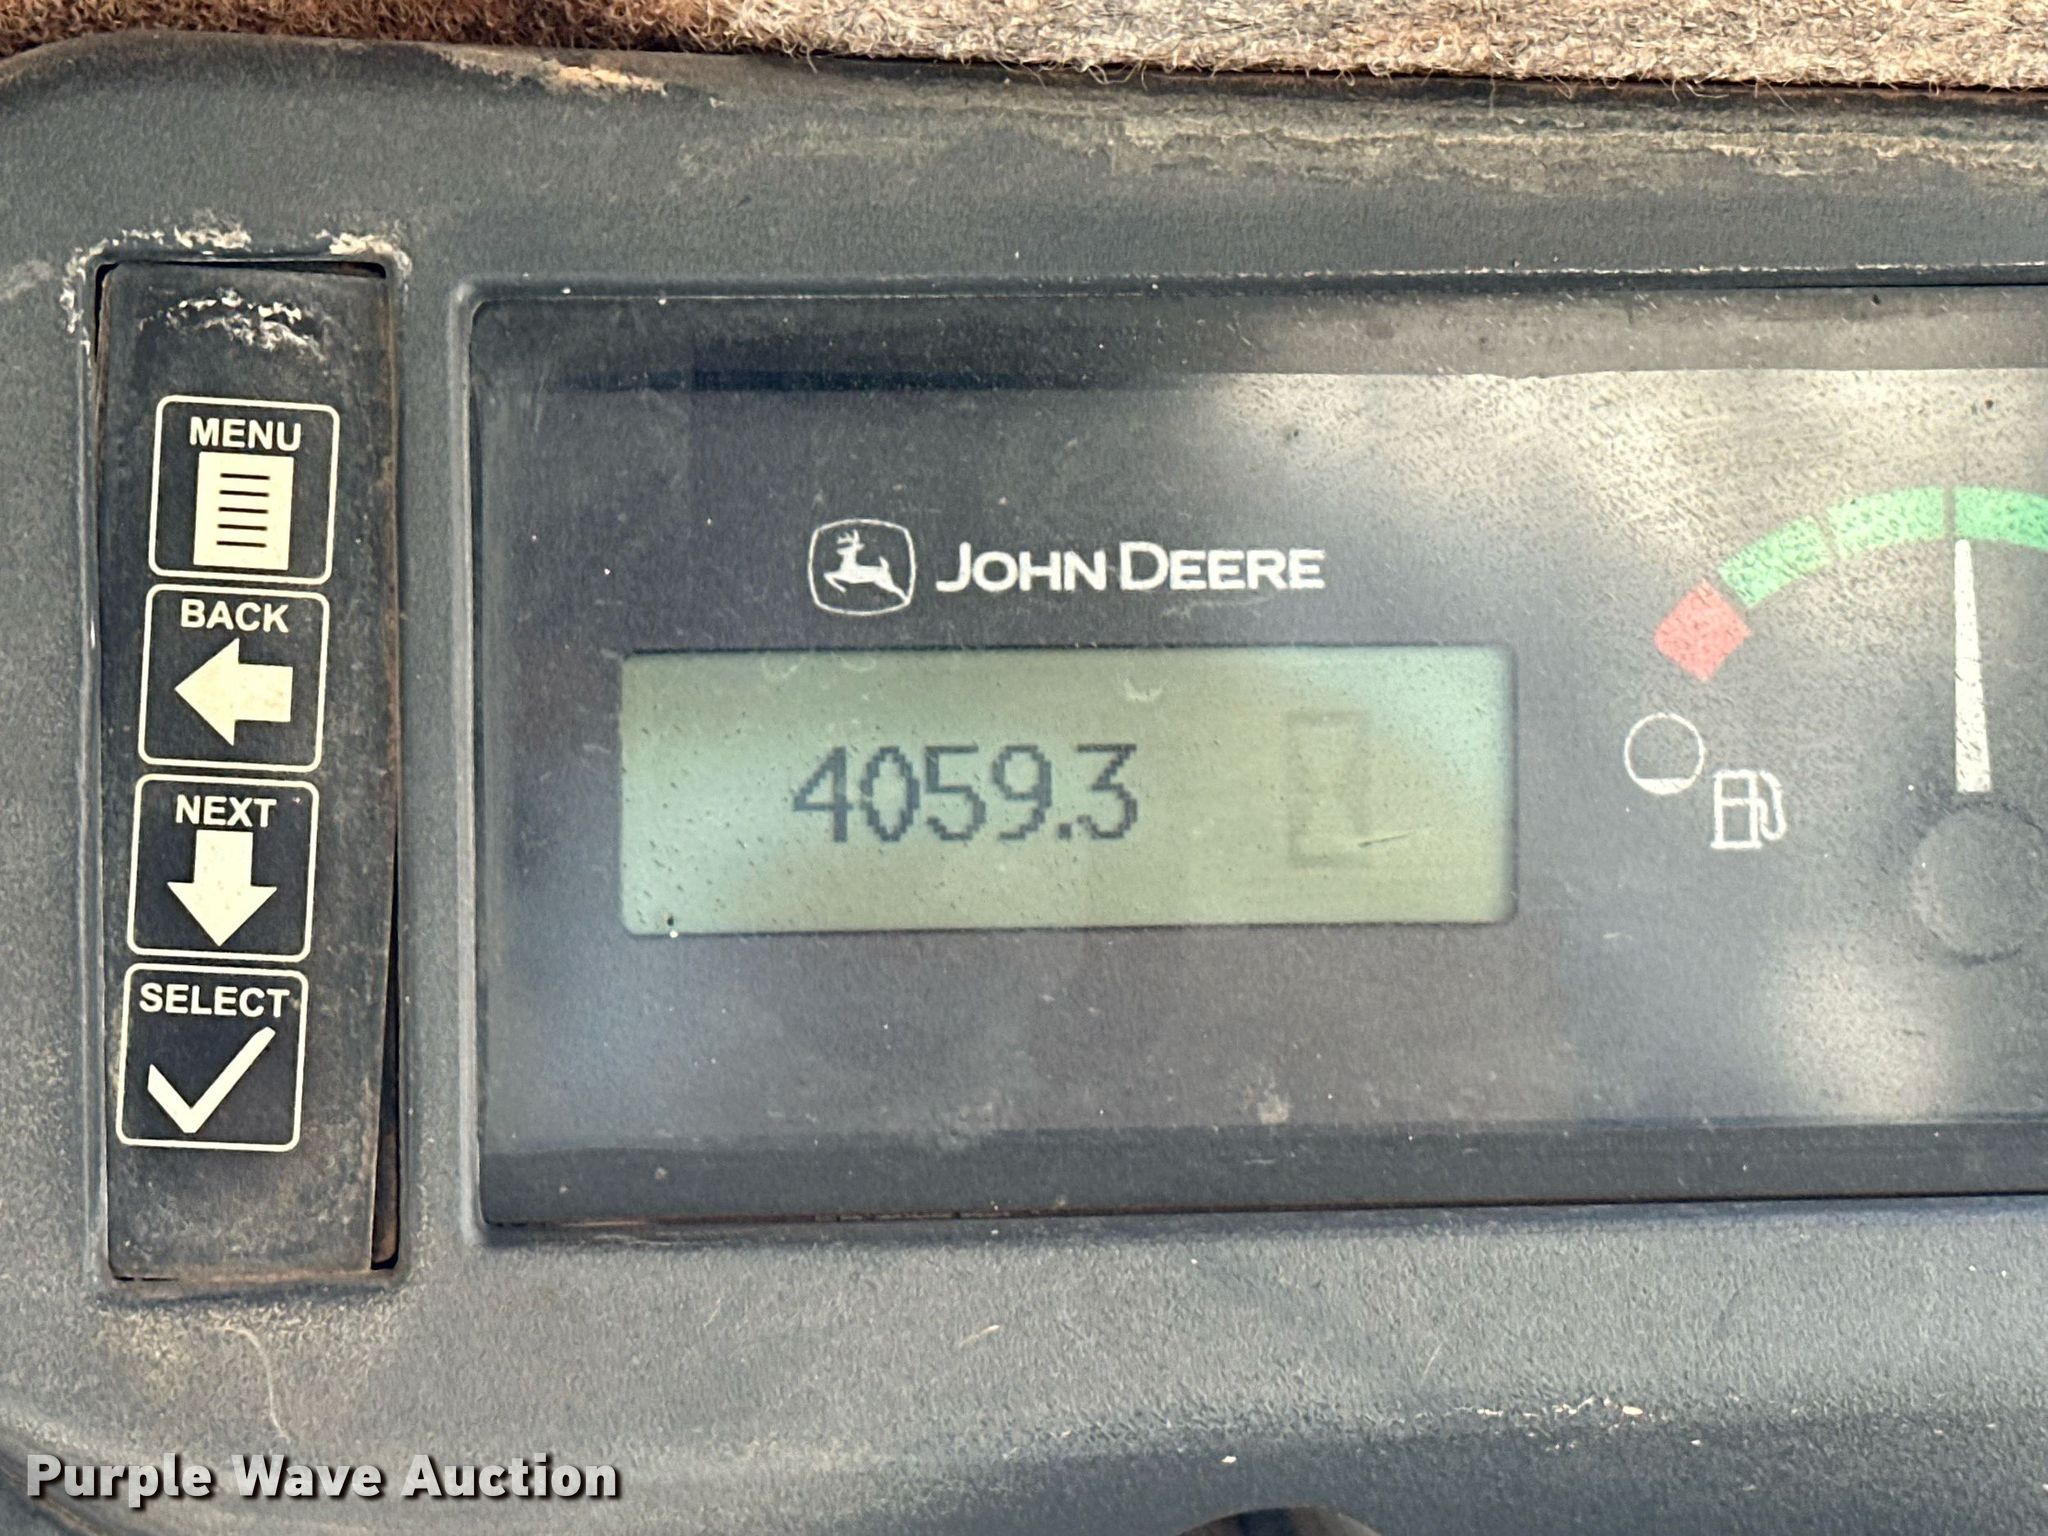 MENU
BACK
NEXT
SELECT
JOHN DEERE
4059.3
Purple Wave Auction